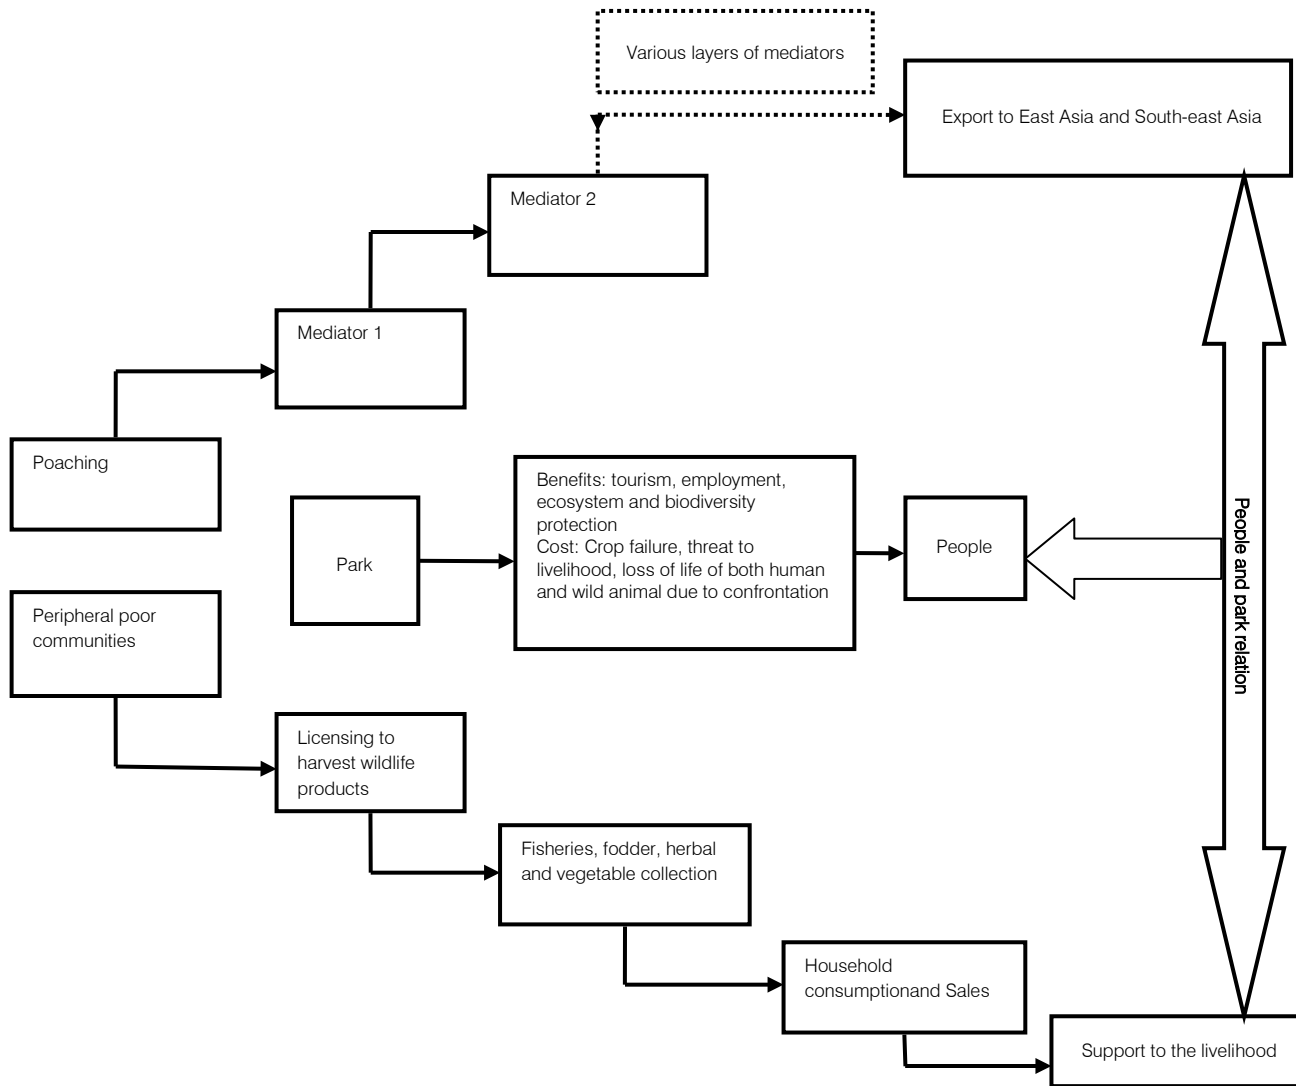 Various layers of mediators
Export to East Asia and South-east Asia
Mediator 2
Mediator 1
Poaching
Benefits: tourism, employment,
ecosystem and biodiversity
protection
Cost: Crop failure, threat to
livelihood, loss of life of both human
and wild animal due to confrontation
Park
People
People and park relation
Peripheral poor
communities
Licensing to
harvest wildlife
products
Fisheries, fodder, herbal
and vegetable collection
Household
consumptionand Sales
Support to the livelihood